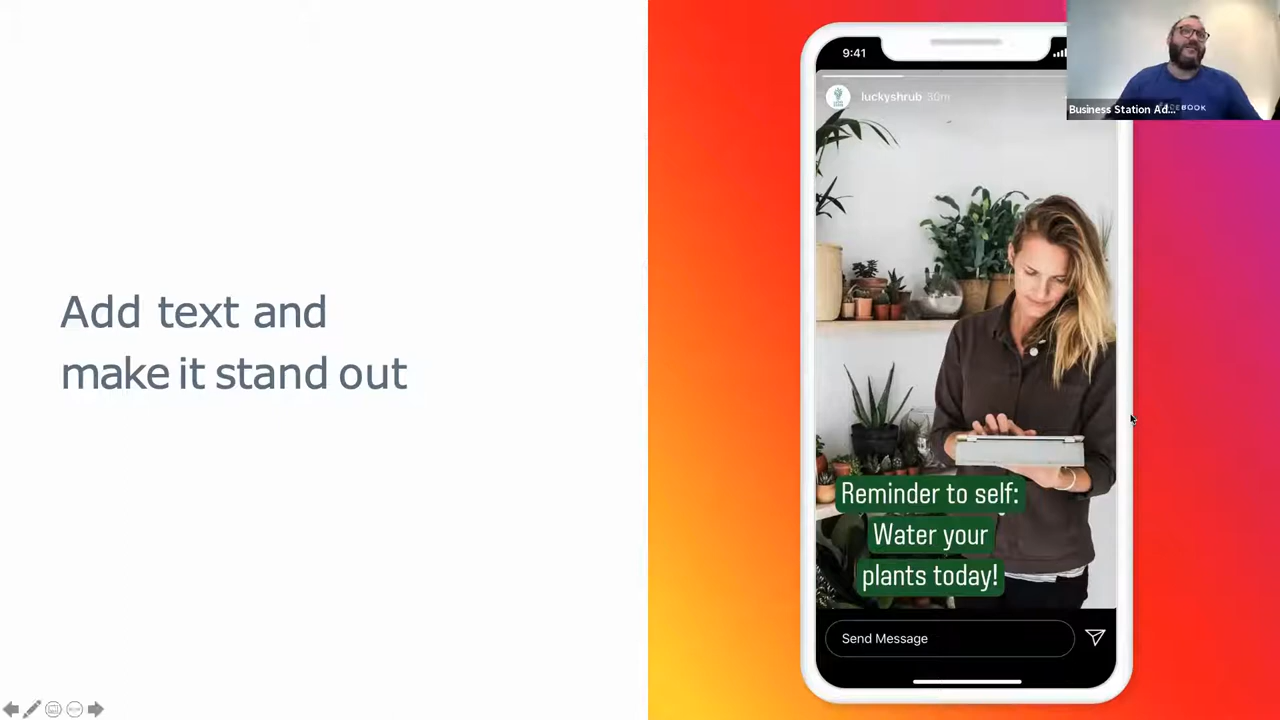 Add text and
make it stand out
9:41
luckyshrub 30m
Reminder to self:
Water your
plants today!
Send Message
Business Station Ad...
FACEBOOK